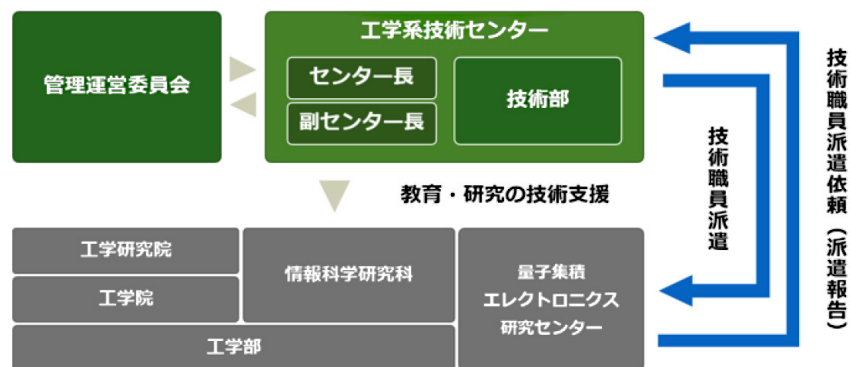 工学系技術センター
管理運営委員会
センター長
副センター長
技術部
教育・研究の技術支援
技術職員派遣
技術職員派遣依頼（派遣報告）
工学研究院
工学院
情報科学研究科
量子集積
エレクトロニクス
研究センター
工学部